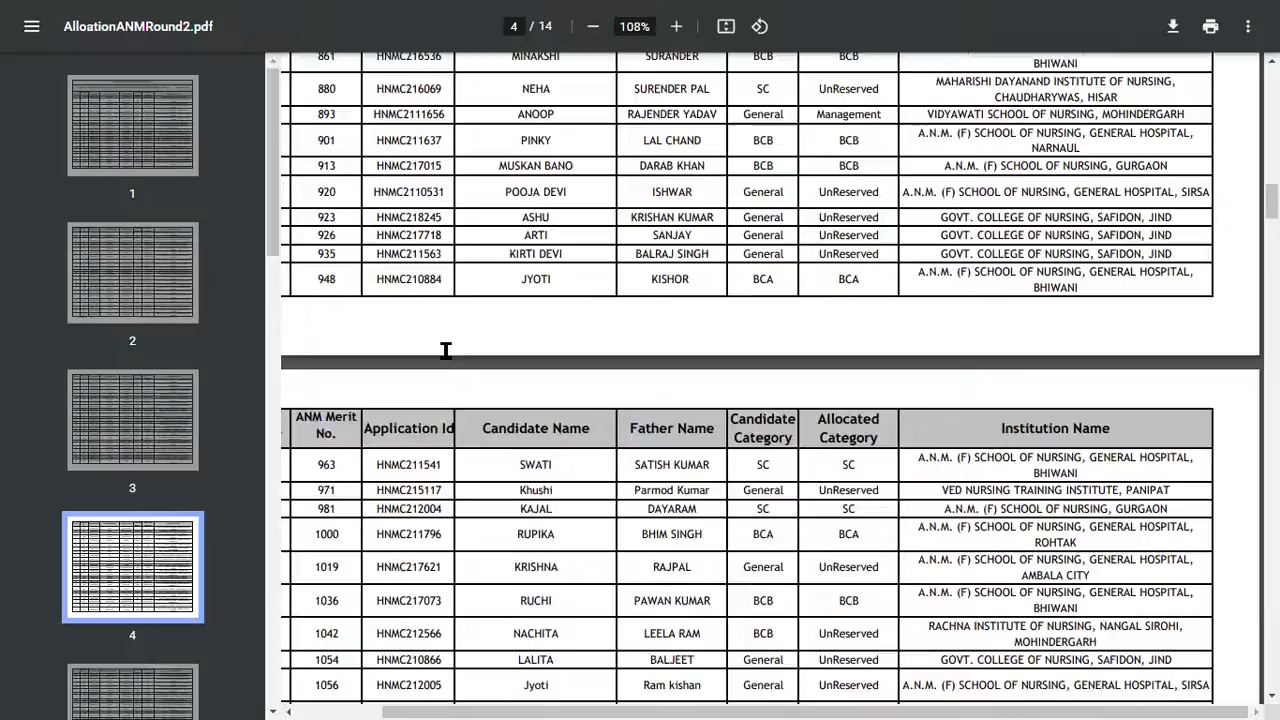 AlloationANMRound2.pdf
4 / 14
108%
861 HNMC216536 MINAKSHI SURANDER BCB BCB
BHIWANI
880 HNMC216069 NEHA SURENDER PAL SC UnReserved MAHARISHI DAYANAND INSTITUTE OF NURSING,
CHAUDHARYWAS, HISAR
893 HNMC2111656 ANOOP RAJENDER YADAV General Management VIDYAWATI SCHOOL OF NURSING, MOHINDERGARH
901 HNMC211637 PINKY LAL CHAND BCB BCB A.N.M. (F) SCHOOL OF NURSING, GENERAL HOSPITAL,
NARNAUL
913 HNMC217015 MUSKAN BANO DARAB KHAN BCB BCB A.N.M. (F) SCHOOL OF NURSING, GURGAON
920 HNMC2110531 POOJA DEVI ISHWAR General UnReserved A.N.M. (F) SCHOOL OF NURSING, GENERAL HOSPITAL, SIRSA
923 HNMC218245 ASHU KRISHAN KUMAR General UnReserved GOVT. COLLEGE OF NURSING, SAFIDON, JIND
926 HNMC217718 ARTI SANJAY General UnReserved GOVT. COLLEGE OF NURSING, SAFIDON, JIND
935 HNMC211563 KIRTI DEVI BALRAJ SINGH General UnReserved GOVT. COLLEGE OF NURSING, SAFIDON, JIND
948 HNMC210884 JYOTI KISHOR BCA BCA A.N.M. (F) SCHOOL OF NURSING, GENERAL HOSPITAL,
BHIWANI
ANM Merit No. Application Id Candidate Name Father Name Candidate Category Allocated Category Institution Name
963 HNMC211541 SWATI SATISH KUMAR SC SC A.N.M. (F) SCHOOL OF NURSING, GENERAL HOSPITAL,
BHIWANI
971 HNMC215117 Khushi Parmod Kumar General UnReserved VED NURSING TRAINING INSTITUTE, PANIPAT
981 HNMC212004 KAJAL DAYARAM SC SC A.N.M. (F) SCHOOL OF NURSING, GURGAON
1000 HNMC211796 RUPIKA BHIM SINGH BCA BCA A.N.M. (F) SCHOOL OF NURSING, GENERAL HOSPITAL,
ROHTAK
1019 HNMC217621 KRISHNA RAJPAL General UnReserved A.N.M. (F) SCHOOL OF NURSING, GENERAL HOSPITAL,
AMBALA CITY
1036 HNMC217073 RUCHI PAWAN KUMAR BCB BCB A.N.M. (F) SCHOOL OF NURSING, GENERAL HOSPITAL,
BHIWANI
1042 HNMC212566 NACHITA LEELA RAM BCB UnReserved RACHNA INSTITUTE OF NURSING, NANGAL SIROHI,
MOHINDERGARH
1054 HNMC210866 LALITA BALJEET General UnReserved GOVT. COLLEGE OF NURSING, SAFIDON, JIND
1056 HNMC212005 Jyoti Ram kishan General UnReserved A.N.M. (F) SCHOOL OF NURSING, GENERAL HOSPITAL, SIRSA
1
2
3
4